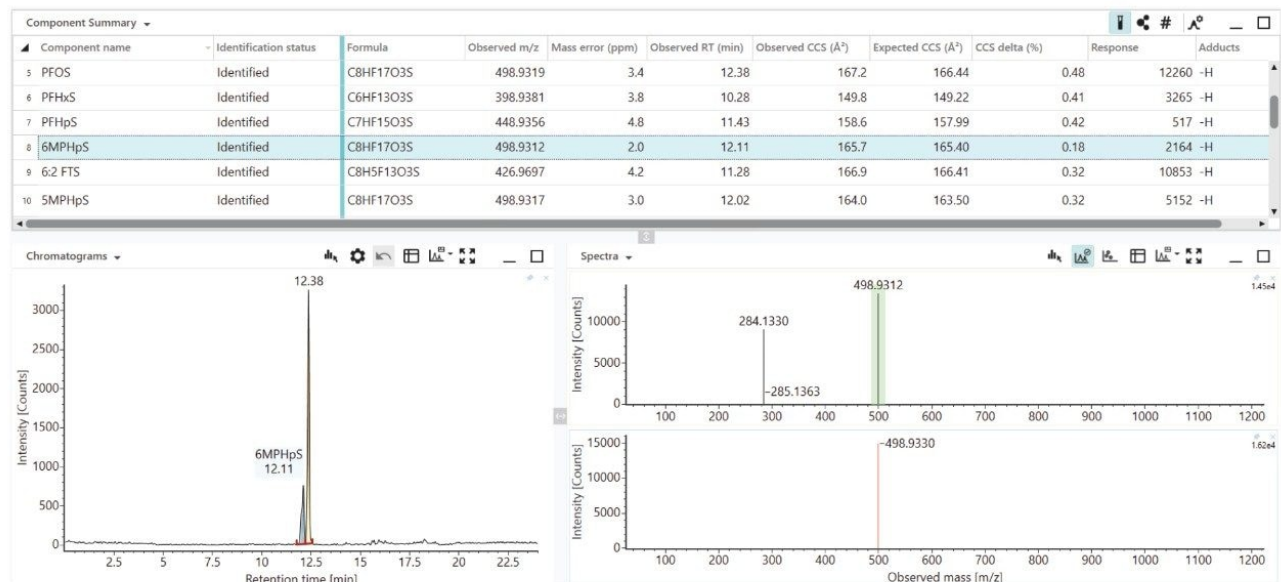 Component Summary
Component name Identification status Formula Observed m/z Mass error (ppm) Observed RT (min) Observed CCS (Å²) Expected CCS (Å²) CCS delta (%) Response Adducts
5 PFOS Identified C8HF17O3S 498.9319 3.4 12.38 167.2 166.44 0.48 12260 -H
6 PFHxS Identified C6HF13O3S 398.9381 3.8 10.28 149.8 149.22 0.41 3265 -H
7 PFHpS Identified C7HF15O3S 448.9356 4.8 11.43 158.6 157.99 0.42 517 -H
8 6MPHpS Identified C8HF17O3S 498.9312 2.0 12.11 165.7 165.40 0.18 2164 -H
9 6:2 FTS Identified C8H5F13O3S 426.9697 4.2 11.28 166.9 166.41 0.32 10853 -H
10 5MPHpS Identified C8HF17O3S 498.9317 3.0 12.02 164.0 163.50 0.32 5152 -H
Chromatograms
12.38
3000
2500
2000
1500
1000
500
0
Intensity [Counts]
6MPHpS
12.11
2.5 5 7.5 10 12.5 15 17.5 20 22.5
Retention time [min]
Spectra
498.9312
1.45e4
284.1330
285.1363
10000
5000
0
Intensity [Counts]
100 200 300 400 500 600 700 800 900 1000 1100 1200
498.9330
1.62e4
15000
10000
5000
0
Intensity [Counts]
100 200 300 400 500 600 700 800 900 1000 1100 1200
Observed mass [m/z]